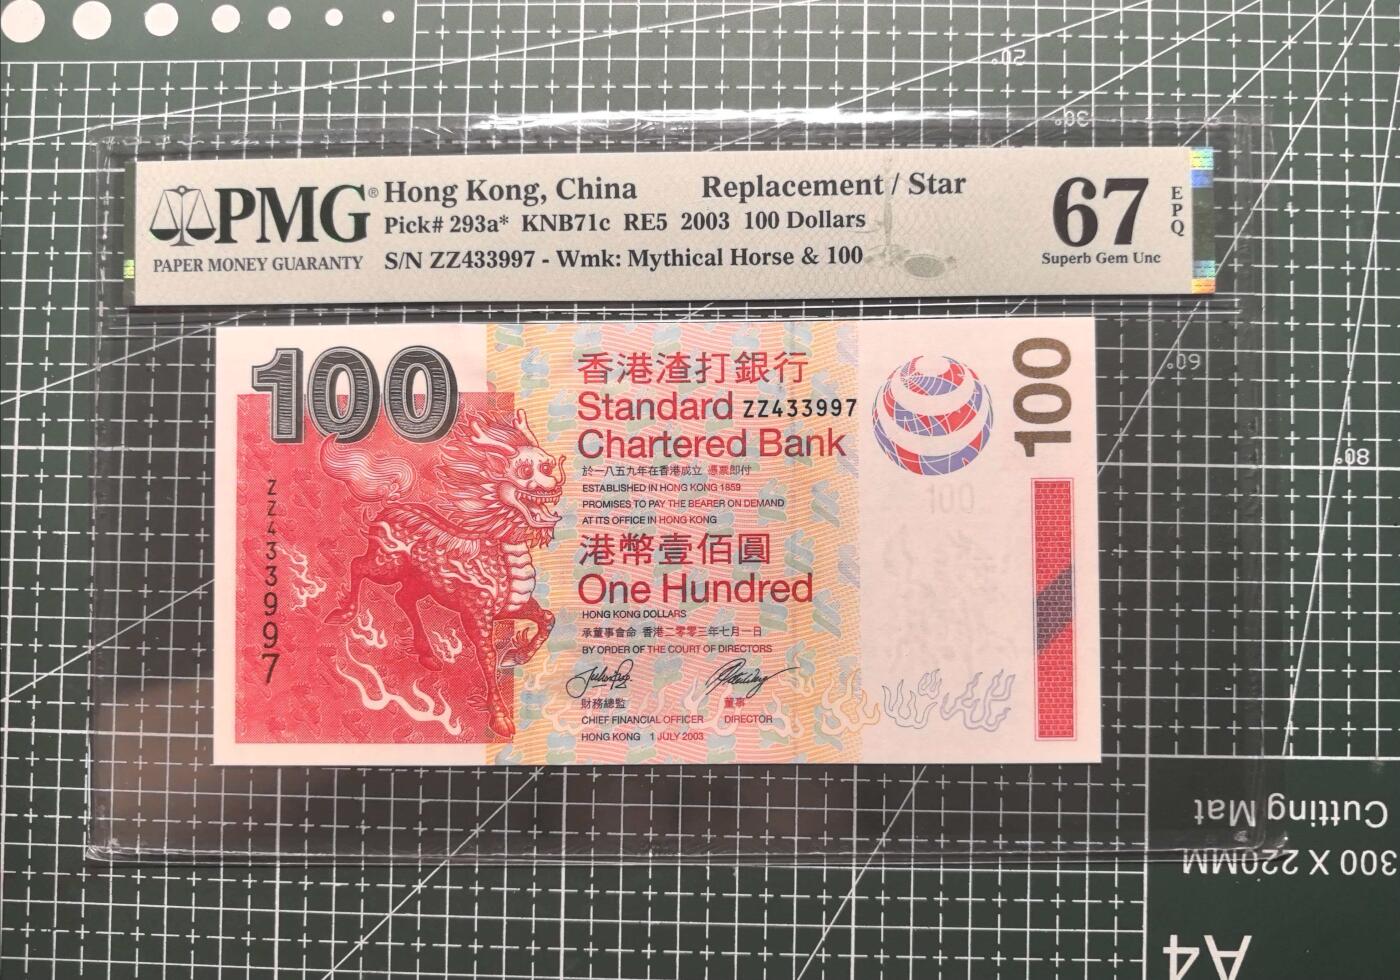 PMG®
PAPER MONEY GUARANTY
Hong Kong, China Replacement / Star
Pick# 293a* KNB71c RE5 2003 100 Dollars
S/N ZZ433997 - Wmk: Mythical Horse & 100
67
EPQ
Superb Gem Unc
100
香港渣打銀行
Standard ZZ433997
Chartered Bank
於一八五九年在香港成立 憑票即付
ESTABLISHED IN HONG KONG 1859
PROMISES TO PAY THE BEARER ON DEMAND
AT ITS OFFICE IN HONG KONG
港幣壹佰圓
One Hundred
HONG KONG DOLLARS
承董事會命 香港二零零三年七月一日
BY ORDER OF THE COURT OF DIRECTORS
財務總監 董事
CHIEF FINANCIAL OFFICER DIRECTOR
HONG KONG 1 JULY 2003
ZZ433997
100
100
20°
30°
60°
80°
Cutting Mat
300 X 220MM
A4